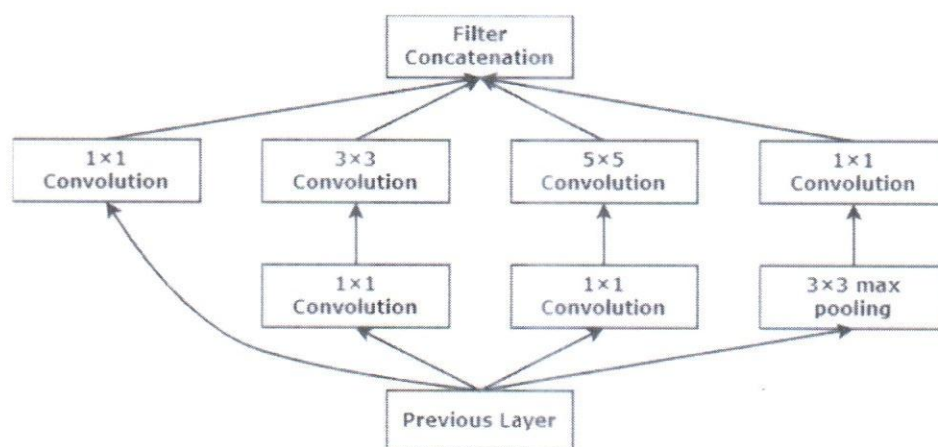 Filter
Concatenation
1×1
Convolution
3×3
Convolution
5×5
Convolution
1×1
Convolution
1×1
Convolution
1×1
Convolution
3×3 max
pooling
Previous Layer